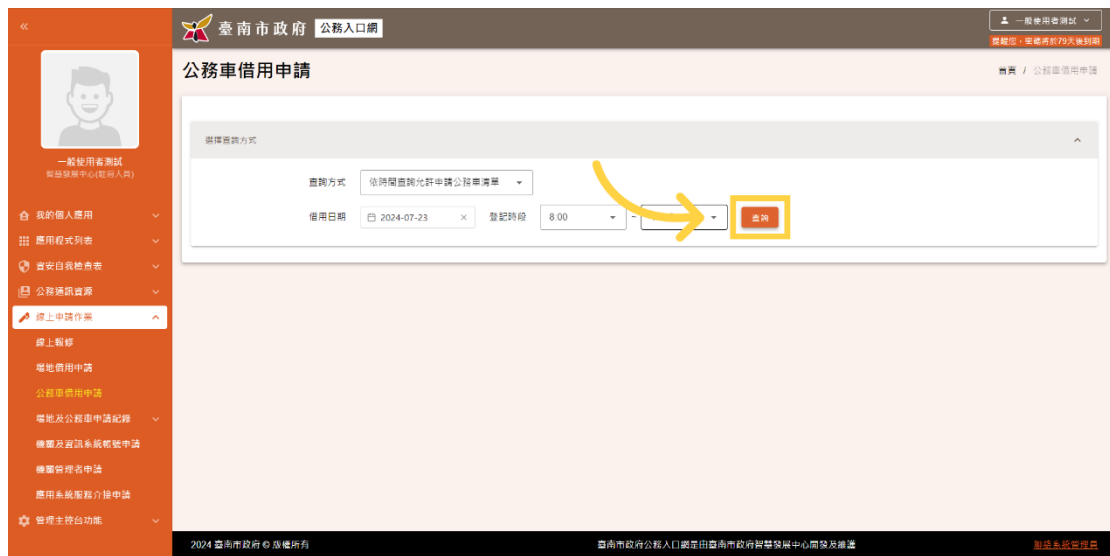 臺南市政府 公務入口網
一般使用者測試
提醒您，密碼將於79天後到期
公務車借用申請
首頁 / 公務車借用申請
一般使用者測試
智慧發展中心(駐府人員)
我的個人應用
應用程式列表
資安自我檢查表
公務通訊資源
線上申請作業
線上報修
場地借用申請
公務車借用申請
場地及公務車申請紀錄
機關及資訊系統帳號申請
機關管理者申請
應用系統服務介接申請
管理主控台功能
選擇查詢方式
查詢方式 依時間查詢允許申請公務車清單
借用日期 2024-07-23 × 登記時段 8:00 ~ 查詢
2024 臺南市政府 © 版權所有
臺南市政府公務入口網是由臺南市政府智慧發展中心開發及維護
聯絡系統管理員